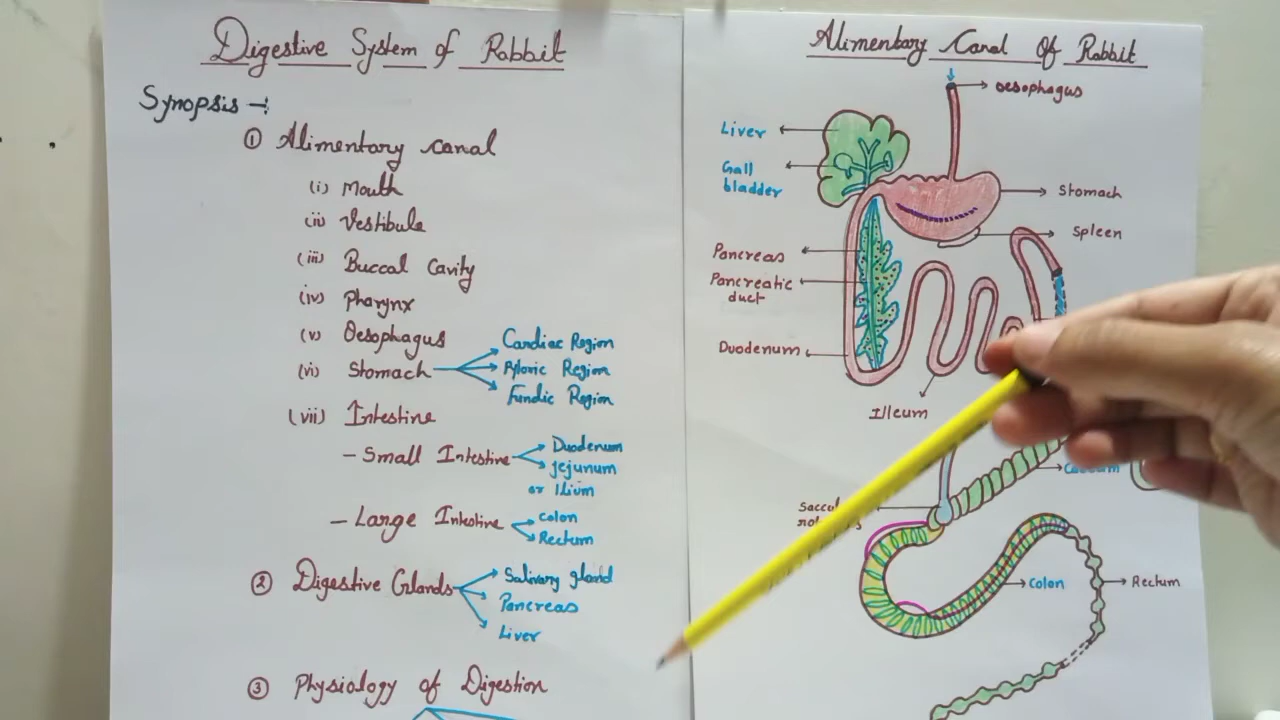 Digestive System of Rabbit
Synopsis -:
① Alimentary canal
(i) Mouth
(ii) Vestibule
(iii) Buccal Cavity
(iv) Pharynx
(v) Oesophagus
(vi) Stomach
Cardiac Region
Pyloric Region
Fundic Region
(vii) Intestine
- Small Intestine
Duodenum
Jejunum
or Ilium
- Large Intestine
Colon
Rectum
② Digestive Glands
Salivary gland
Pancreas
Liver
③ Physiology of Digestion
Alimentary Canal Of Rabbit
Oesophagus
Liver
Gall
bladder
Stomach
Spleen
Pancreas
Pancreatic
duct
Duodenum
Illeum
Colon
Rectum